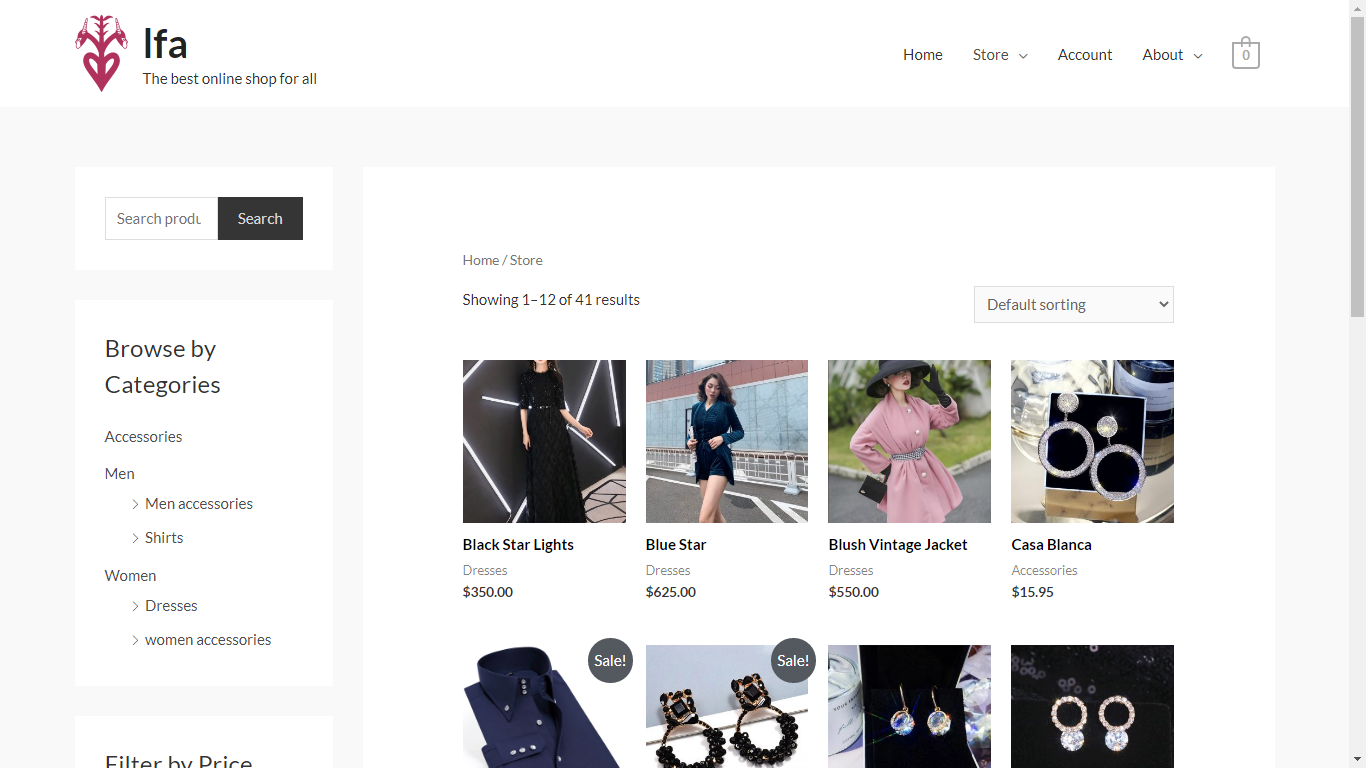 Ifa
The best online shop for all
Home
Store
Account
About
0
Search produ
Search
Browse by
Categories
Accessories
Men
Men accessories
Shirts
Women
Dresses
women accessories
Filter by Price
Home / Store
Showing 1–12 of 41 results
Default sorting
Black Star Lights
Dresses
$350.00
Blue Star
Dresses
$625.00
Blush Vintage Jacket
Dresses
$550.00
Casa Blanca
Accessories
$15.95
Sale!
Sale!